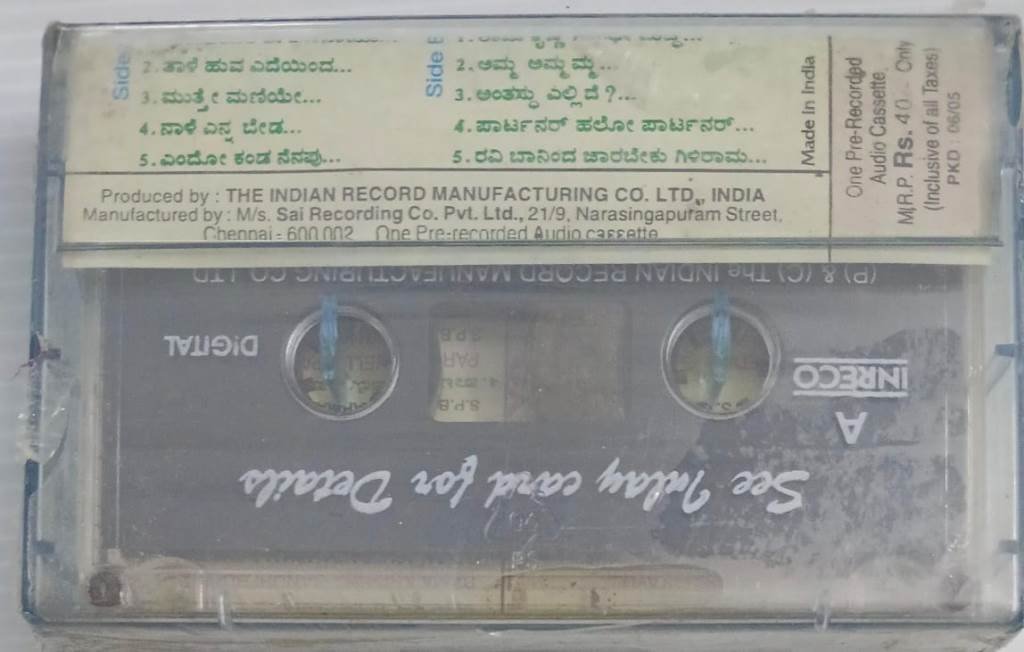 Side
2. ತಾಳೆ ಹುವ ಎದೆಯಿಂದ...
3. ಮುತ್ತೇ ಮಣಿಯೇ...
4. ನಾಳೆ ಎನ್ನ ಬೇಡ...
5. ಎಂದೋ ಕಂಡ ನೆನಪು...
Side B
2. ಅಮ್ಮ ಅಮ್ಮಮ್ಮ...
3. ಅಂತಸ್ಥು ಎಲ್ಲಿದೆ?...
4. ಪಾರ್ಟನರ್ ಹಲೋ ಪಾರ್ಟನರ್...
5. ರವಿ ಬಾನಿಂದ ಜಾರಬೇಕು ಗಿಳಿರಾಮ...
Made in India
One Pre-Recorded
Audio Cassette
M.R.P. Rs. 40/- Only
(Inclusive of all Taxes)
PKD : 06/05
Produced by : THE INDIAN RECORD MANUFACTURING CO. LTD., INDIA
Manufactured by : M/s. Sai Recording Co. Pvt. Ltd., 21/9, Narasingapuram Street,
Chennai - 600 002. One Pre-recorded Audio cassette
(P) & (C) The INDIAN RECORD MANUFACTURING CO. LTD
DIGITAL
INRECO
A
S.P.B
See Inlay card for Details